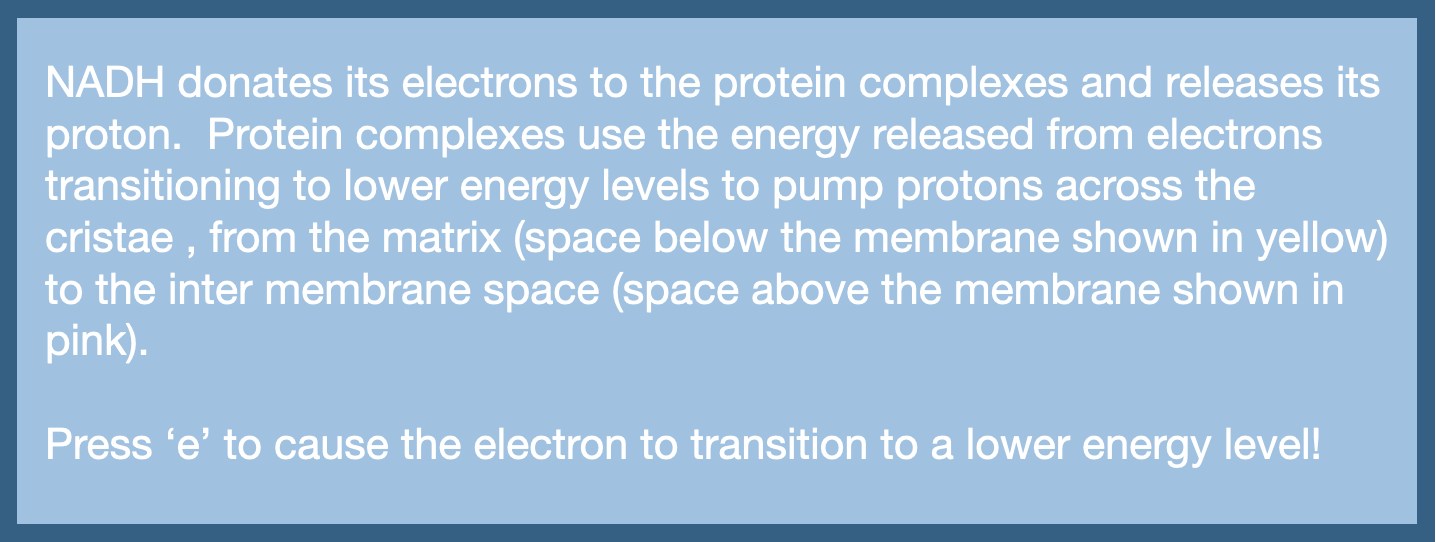 NADH donates its electrons to the protein complexes and releases its
proton.  Protein complexes use the energy released from electrons
transitioning to lower energy levels to pump protons across the
cristae , from the matrix (space below the membrane shown in yellow)
to the inter membrane space (space above the membrane shown in
pink).
Press ‘e’ to cause the electron to transition to a lower energy level!